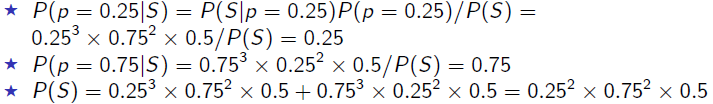 ★ P(p = 0.25|S) = P(S|p = 0.25)P(p = 0.25)/P(S) =
0.25³ × 0.75² × 0.5/P(S) = 0.25
★ P(p = 0.75|S) = 0.75³ × 0.25² × 0.5/P(S) = 0.75
★ P(S) = 0.25³ × 0.75² × 0.5 + 0.75³ × 0.25² × 0.5 = 0.25² × 0.75² × 0.5